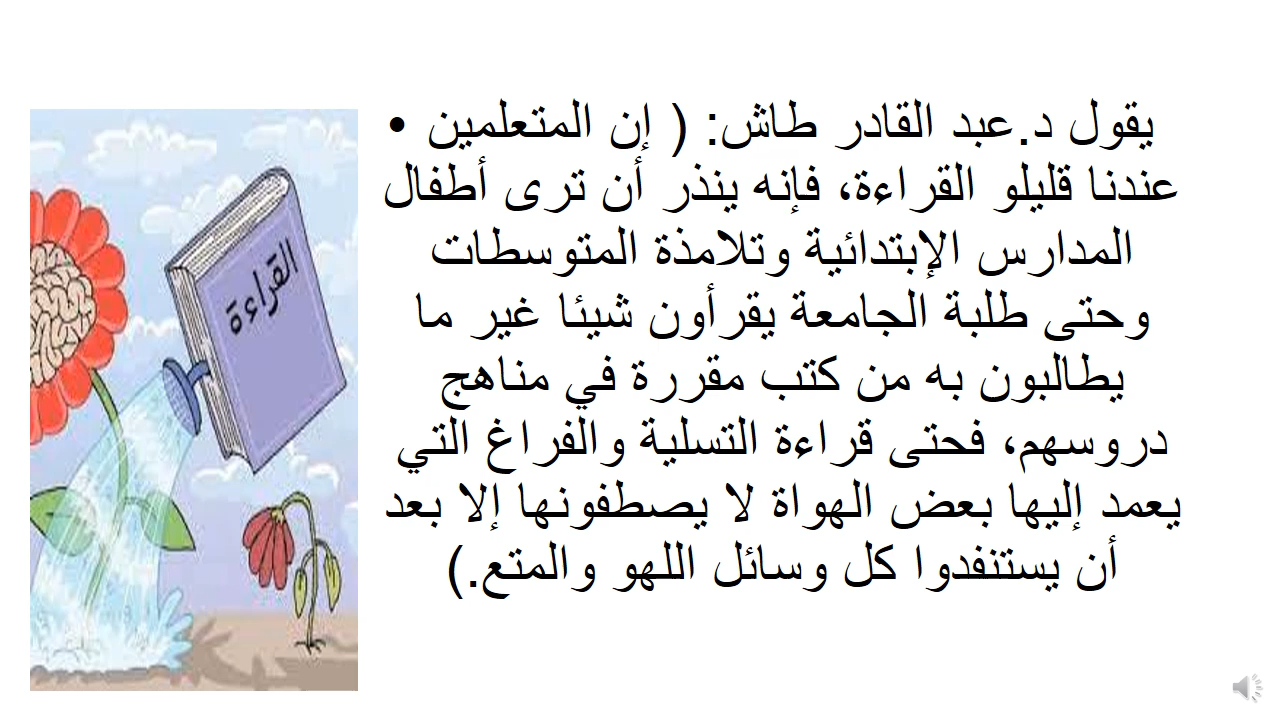 • يقول د.عبد القادر طاش: ( إن المتعلمين
عندنا قليلو القراءة، فإنه ينذر أن ترى أطفال
المدارس الإبتدائية وتلامذة المتوسطات
وحتى طلبة الجامعة يقرأون شيئا غير ما
يطالبون به من كتب مقررة في مناهج
دروسهم، فحتى قراءة التسلية والفراغ التي
يعمد إليها بعض الهواة لا يصطفونها إلا بعد
أن يستنفدوا كل وسائل اللهو والمتع.)
القراءة